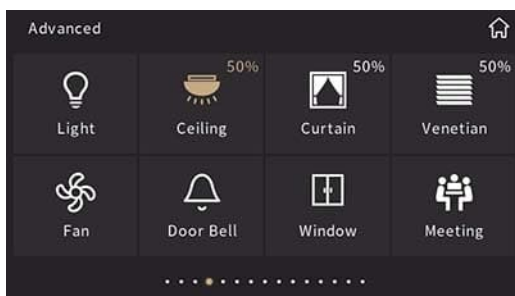 Advanced
50% 50% 50%
Light Ceiling Curtain Venetian
Fan Door Bell Window Meeting